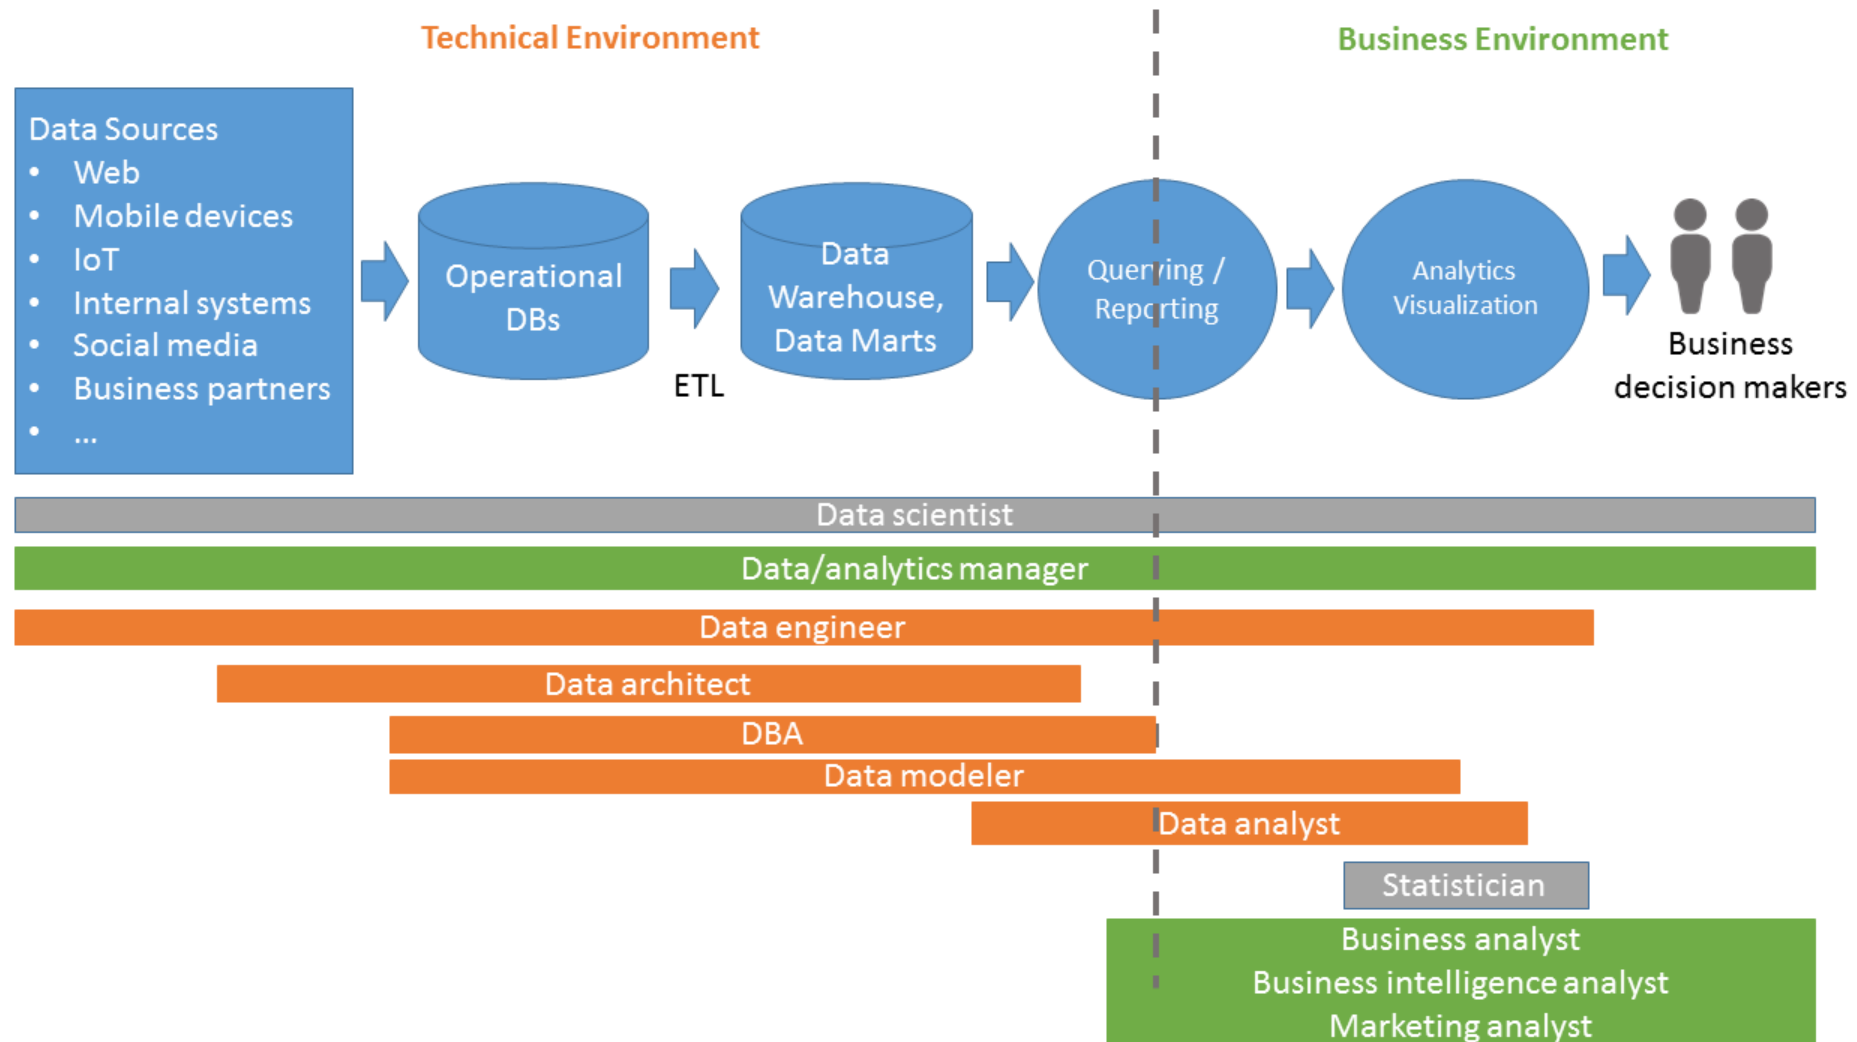 Technical Environment
Business Environment
Data Sources
• Web
• Mobile devices
• IoT
• Internal systems
• Social media
• Business partners
• ...
Operational
DBs
ETL
Data
Warehouse,
Data Marts
Querying /
Reporting
Analytics
Visualization
Business
decision makers
Data scientist
Data/analytics manager
Data engineer
Data architect
DBA
Data modeler
Data analyst
Statistician
Business analyst
Business intelligence analyst
Marketing analyst